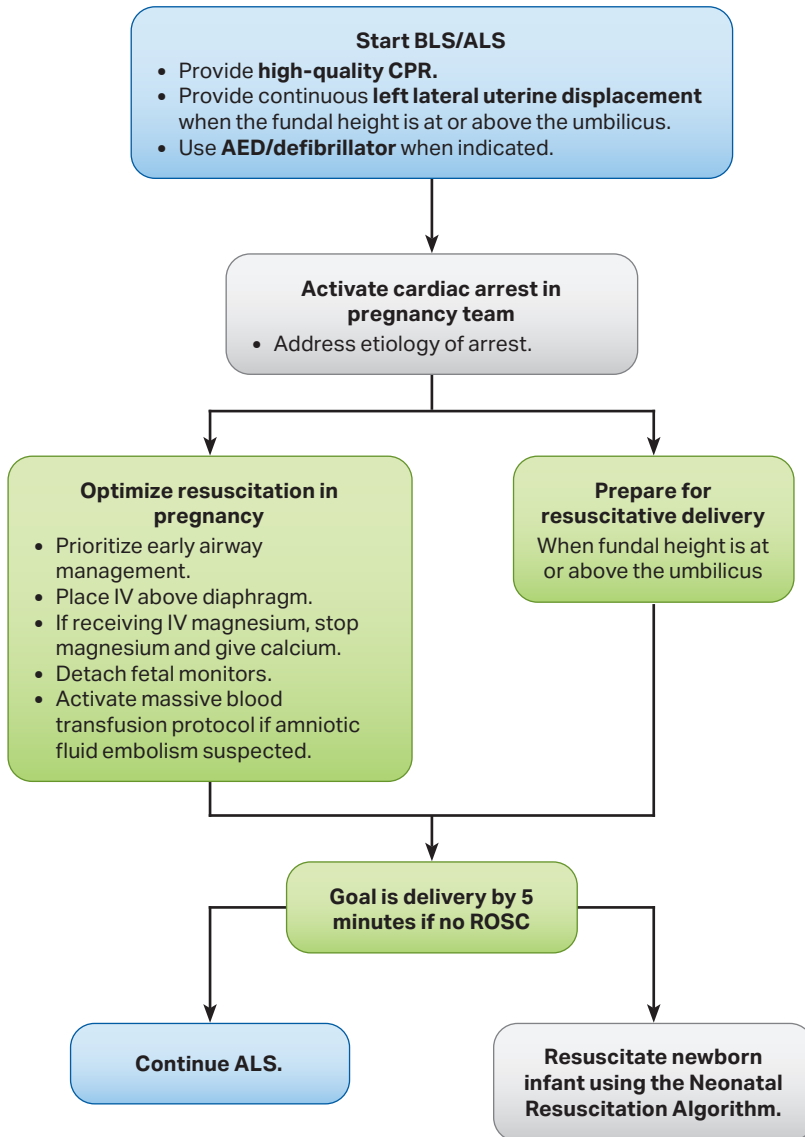 Start BLS/ALS
• Provide high-quality CPR.
• Provide continuous left lateral uterine displacement
when the fundal height is at or above the umbilicus.
• Use AED/defibrillator when indicated.
Activate cardiac arrest in
pregnancy team
• Address etiology of arrest.
Optimize resuscitation in
pregnancy
• Prioritize early airway
management.
• Place IV above diaphragm.
• If receiving IV magnesium, stop
magnesium and give calcium.
• Detach fetal monitors.
• Activate massive blood
transfusion protocol if amniotic
fluid embolism suspected.
Prepare for
resuscitative delivery
When fundal height is at
or above the umbilicus
Goal is delivery by 5
minutes if no ROSC
Continue ALS.
Resuscitate newborn
infant using the Neonatal
Resuscitation Algorithm.